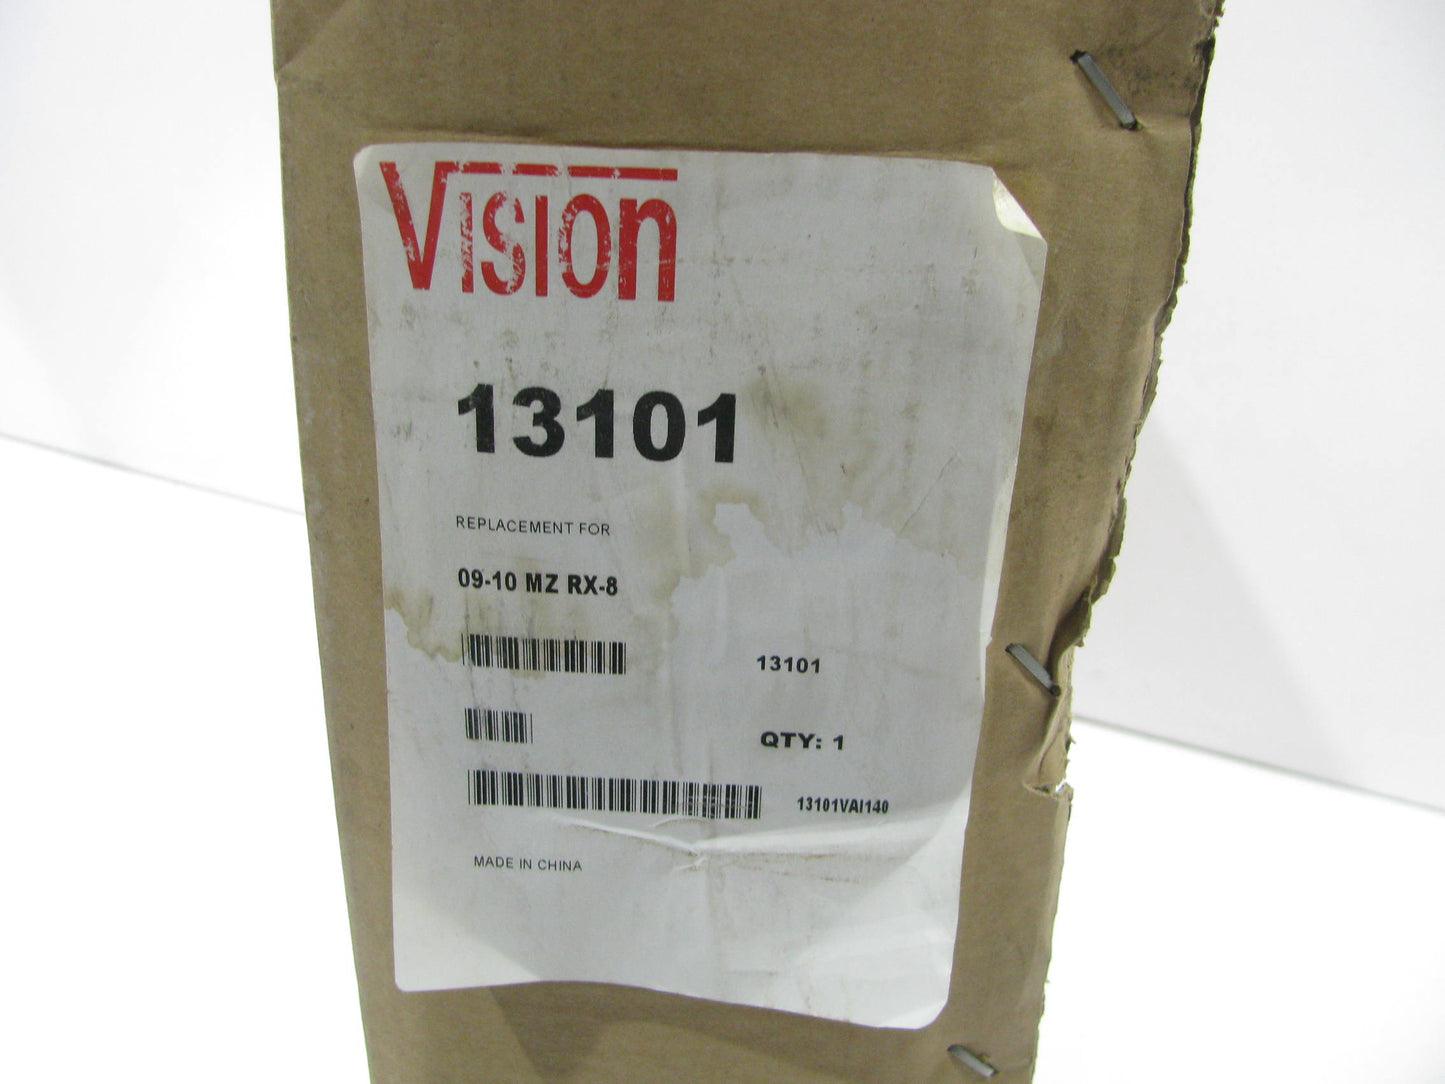 Vision
13101
REPLACEMENT FOR
09-10 MZ RX-8
13101
QTY: 1
13101VAI140
MADE IN CHINA